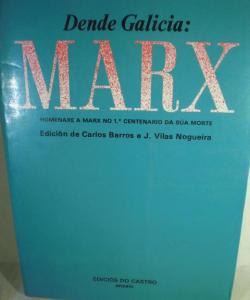 Dende Galicia:
MARX
HOMENAXE A MARX NO 1.º CENTENARIO DA SÚA MORTE
Edición de Carlos Barros e J. Vilas Nogueira
EDICIÓS DO CASTRO